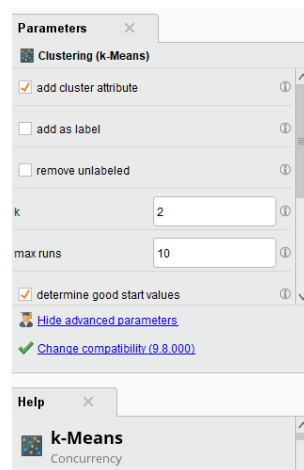 Parameters
Clustering (k-Means)
add cluster attribute
add as label
remove unlabeled
k 2
max runs 10
determine good start values
Hide advanced parameters
Change compatibility (9.8.000)
Help
k-Means
Concurrency